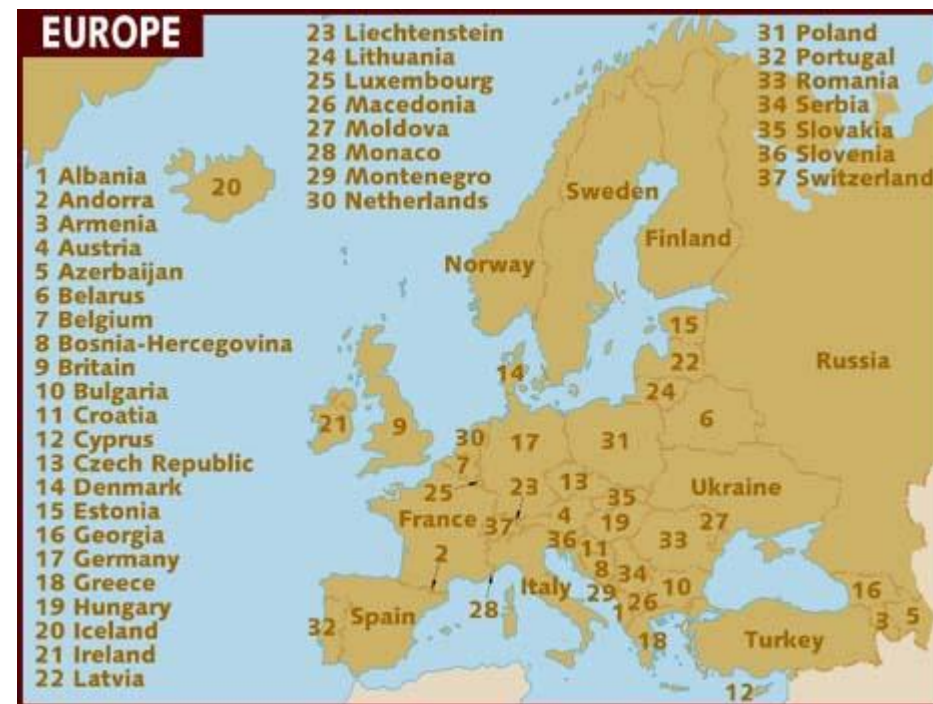 EUROPE
1 Albania
2 Andorra
3 Armenia
4 Austria
5 Azerbaijan
6 Belarus
7 Belgium
8 Bosnia-Hercegovina
9 Britain
10 Bulgaria
11 Croatia
12 Cyprus
13 Czech Republic
14 Denmark
15 Estonia
16 Georgia
17 Germany
18 Greece
19 Hungary
20 Iceland
21 Ireland
22 Latvia
23 Liechtenstein
24 Lithuania
25 Luxembourg
26 Macedonia
27 Moldova
28 Monaco
29 Montenegro
30 Netherlands
31 Poland
32 Portugal
33 Romania
34 Serbia
35 Slovakia
36 Slovenia
37 Switzerland
20
Sweden
Finland
Norway
15
Russia
22
14
24
6
21
9
30
17
31
7
25
23
13
35
Ukraine
France
37
4
19
27
36
11
33
2
8
34
10
Italy
29
26
16
28
1
32
Spain
18
Turkey
3
5
12